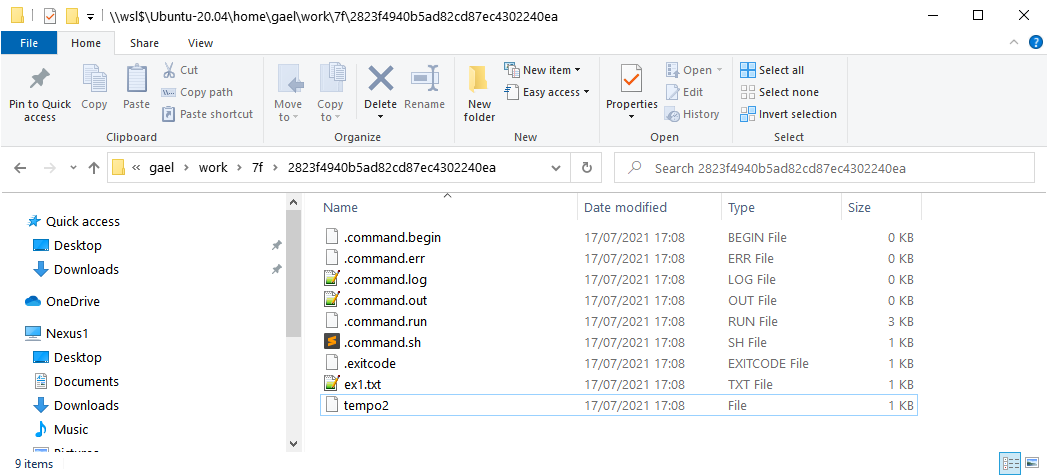 \\wsl$\Ubuntu-20.04\home\gael\work\7f\2823f4940b5ad82cd87ec4302240ea
File Home Share View
Pin to Quick access
Copy
Paste
Cut
Copy path
Paste shortcut
Clipboard
Move to
Copy to
Delete
Rename
Organize
New folder
New item
Easy access
New
Properties
Open
Edit
History
Open
Select all
Select none
Invert selection
Select
« gael › work › 7f › 2823f4940b5ad82cd87ec4302240ea
Search 2823f4940b5ad82cd87ec4302240ea
Quick access
Desktop
Downloads
OneDrive
Nexus1
Desktop
Documents
Downloads
Music
Pictures
Name Date modified Type Size
.command.begin 17/07/2021 17:08 BEGIN File 0 KB
.command.err 17/07/2021 17:08 ERR File 0 KB
.command.log 17/07/2021 17:08 LOG File 0 KB
.command.out 17/07/2021 17:08 OUT File 0 KB
.command.run 17/07/2021 17:08 RUN File 3 KB
.command.sh 17/07/2021 17:08 SH File 1 KB
.exitcode 17/07/2021 17:08 EXITCODE File 1 KB
ex1.txt 17/07/2021 17:08 TXT File 1 KB
tempo2 17/07/2021 17:08 File 1 KB
9 items